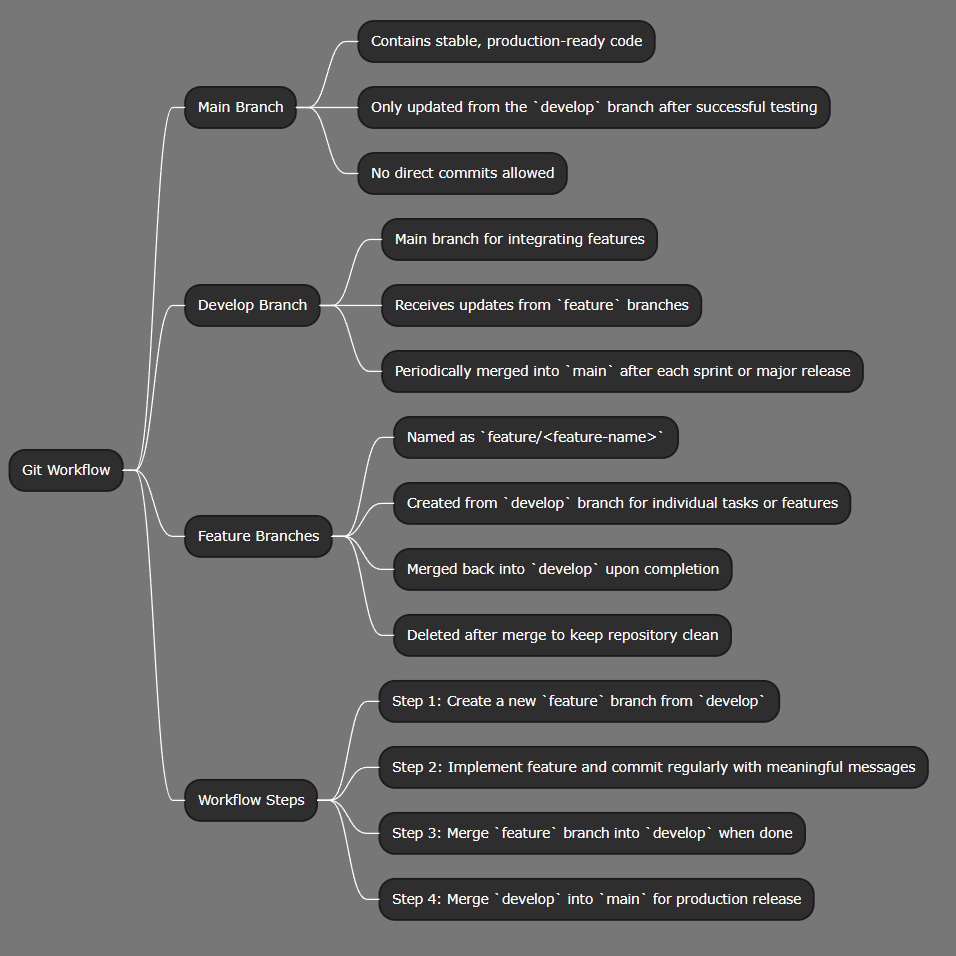 Git Workflow
Main Branch
Contains stable, production-ready code
Only updated from the `develop` branch after successful testing
No direct commits allowed
Develop Branch
Main branch for integrating features
Receives updates from `feature` branches
Periodically merged into `main` after each sprint or major release
Feature Branches
Named as `feature/<feature-name>`
Created from `develop` branch for individual tasks or features
Merged back into `develop` upon completion
Deleted after merge to keep repository clean
Workflow Steps
Step 1: Create a new `feature` branch from `develop`
Step 2: Implement feature and commit regularly with meaningful messages
Step 3: Merge `feature` branch into `develop` when done
Step 4: Merge `develop` into `main` for production release